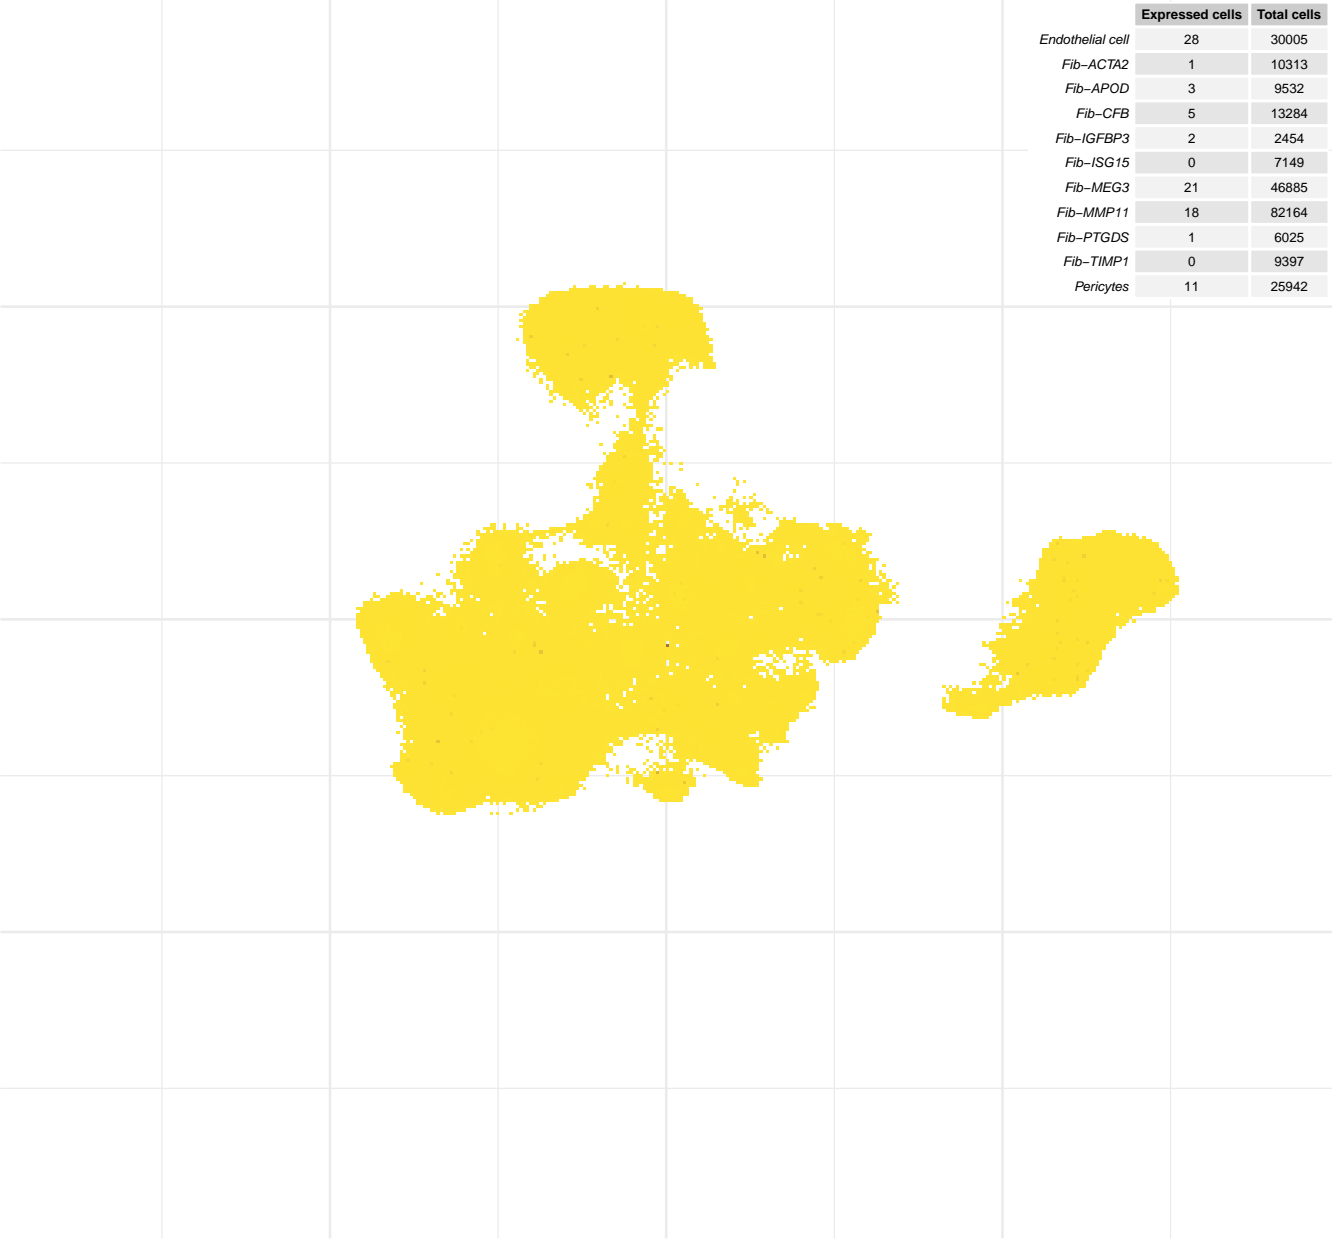 Expressed cells Total cells
Endothelial cell 28 30005
Fib−ACTA2 1 10313
Fib−APOD 3 9532
Fib−CFB 5 13284
Fib−IGFBP3 2 2454
Fib−ISG15 0 7149
Fib−MEG3 21 46885
Fib−MMP11 18 82164
Fib−PTGDS 1 6025
Fib−TIMP1 0 9397
Pericytes 11 25942